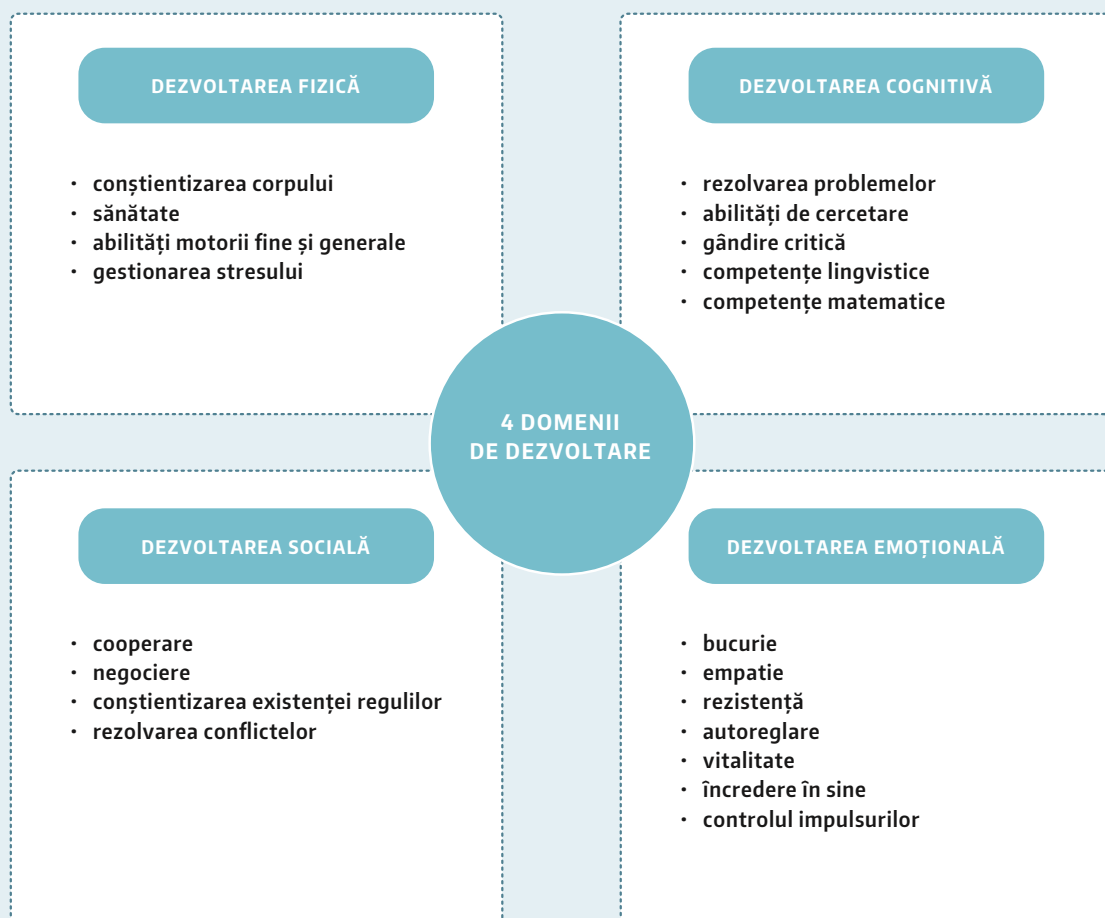 DEZVOLTAREA FIZICĂ
• conștientizarea corpului
• sănătate
• abilități motorii fine și generale
• gestionarea stresului
DEZVOLTAREA COGNITIVĂ
• rezolvarea problemelor
• abilități de cercetare
• gândire critică
• competențe lingvistice
• competențe matematice
4 DOMENII
DE DEZVOLTARE
DEZVOLTAREA SOCIALĂ
• cooperare
• negociere
• conștientizarea existenței regulilor
• rezolvarea conflictelor
DEZVOLTAREA EMOȚIONALĂ
• bucurie
• empatie
• rezistență
• autoreglare
• vitalitate
• încredere în sine
• controlul impulsurilor